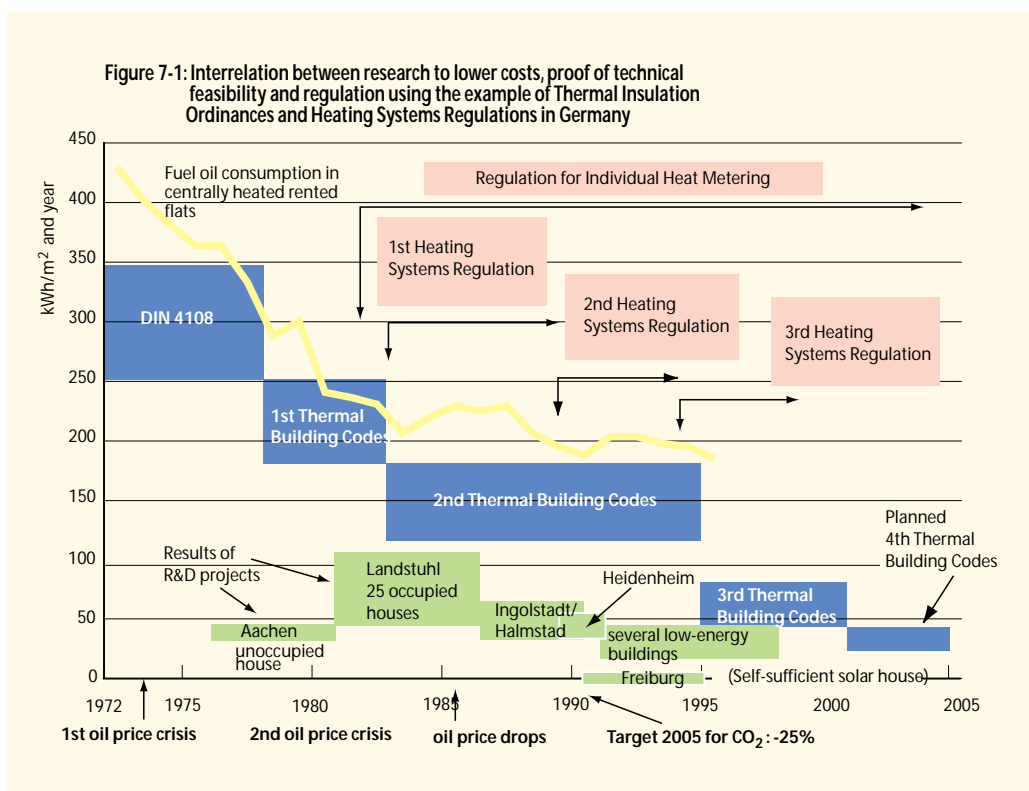 Figure 7-1: Interrelation between research to lower costs, proof of technical
feasibility and regulation using the example of Thermal Insulation
Ordinances and Heating Systems Regulations in Germany
kWh/m² and year
450
400
350
300
250
200
150
100
50
0
Fuel oil consumption in
centrally heated rented
flats
Regulation for Individual Heat Metering
1st Heating
Systems Regulation
2nd Heating
Systems Regulation
3rd Heating
Systems Regulation
DIN 4108
1st Thermal
Building Codes
2nd Thermal Building Codes
Planned
4th Thermal
Building Codes
Results of
R&D projects
Landstuhl
25 occupied
houses
Heidenheim
Ingolstadt/
Halmstad
3rd Thermal
Building Codes
Aachen
unoccupied
house
several low-energy
buildings
Freiburg
(Self-sufficient solar house)
1972
1975
1980
1985
1990
1995
2000
2005
1st oil price crisis
2nd oil price crisis
oil price drops
Target 2005 for CO₂ : -25%